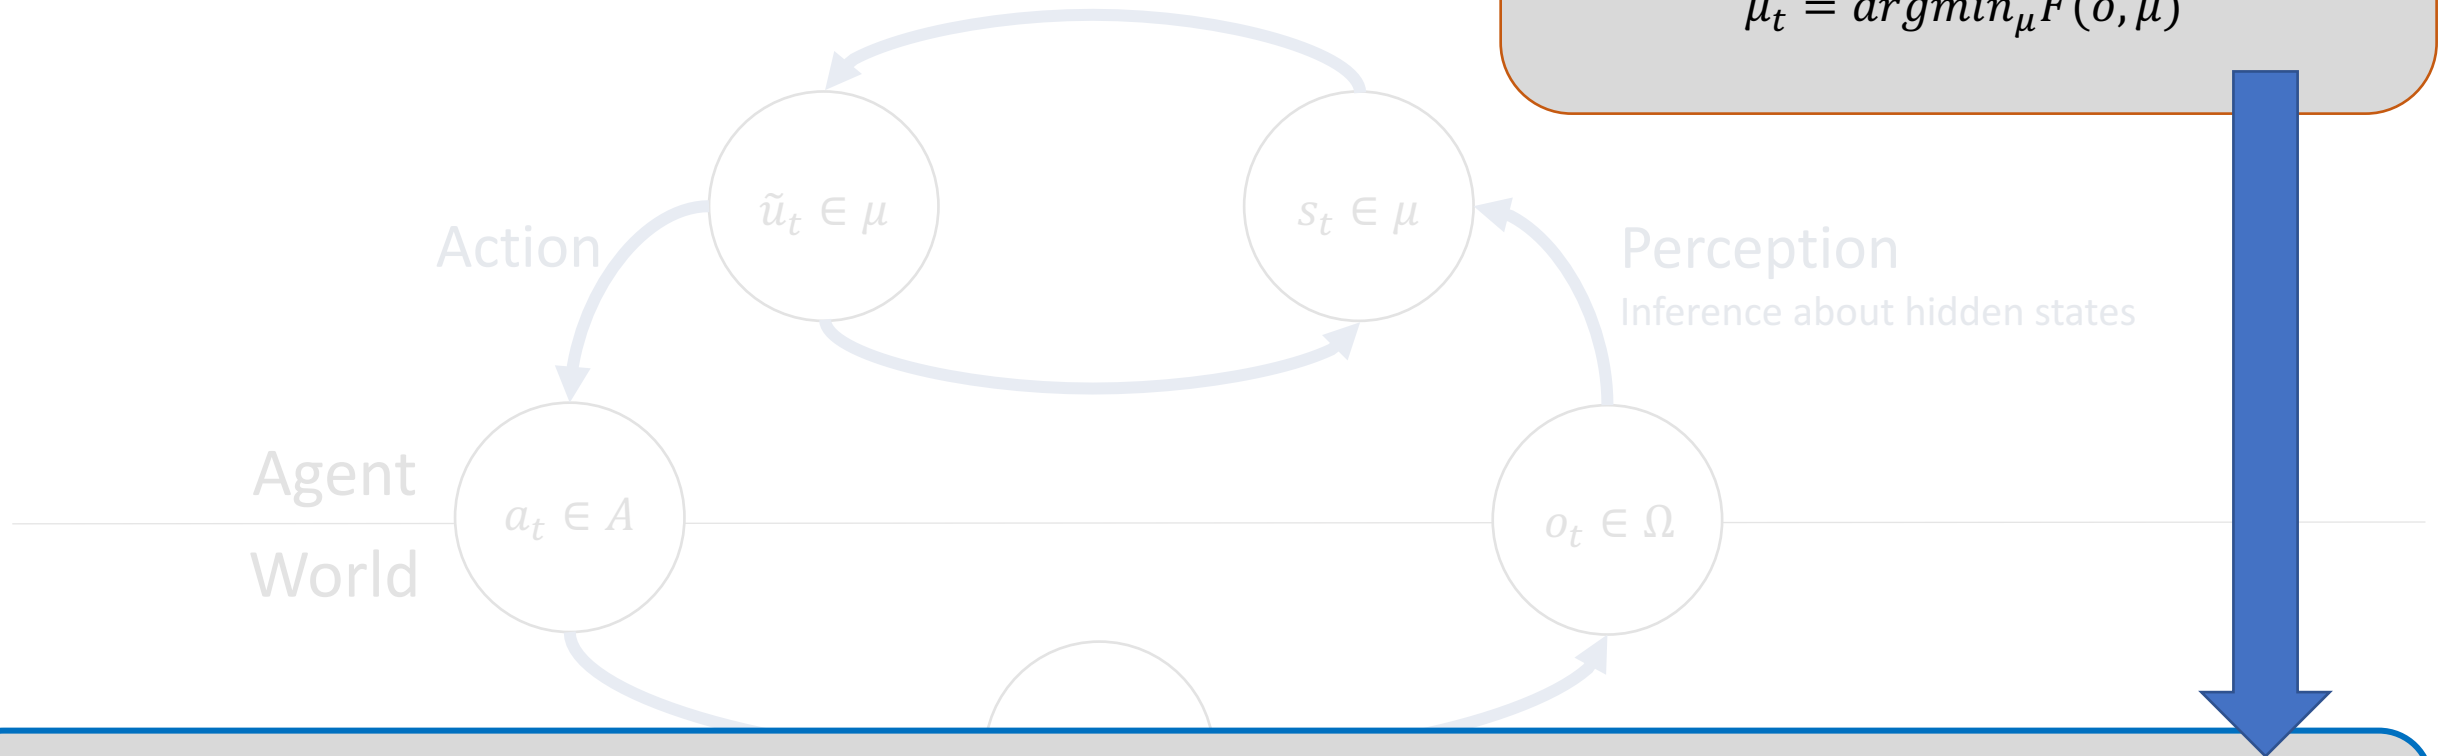 μ_t = argmin_μ F(o, μ)
ũ_t ∈ μ
s_t ∈ μ
Action
Perception
Inference about hidden states
Agent
a_t ∈ A
o_t ∈ Ω
World